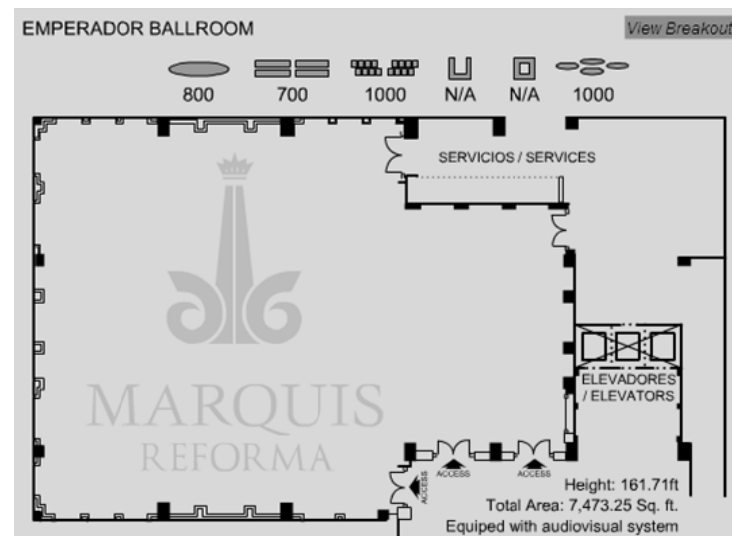 EMPERADOR BALLROOM
View Breakout
800 700 1000 N/A N/A 1000
SERVICIOS / SERVICES
MARQUIS
REFORMA
ELEVADORES
/ ELEVATORS
ACCESS
ACCESS
ACCESS
Height: 161.71ft
Total Area: 7,473.25 Sq. ft.
Equiped with audiovisual system